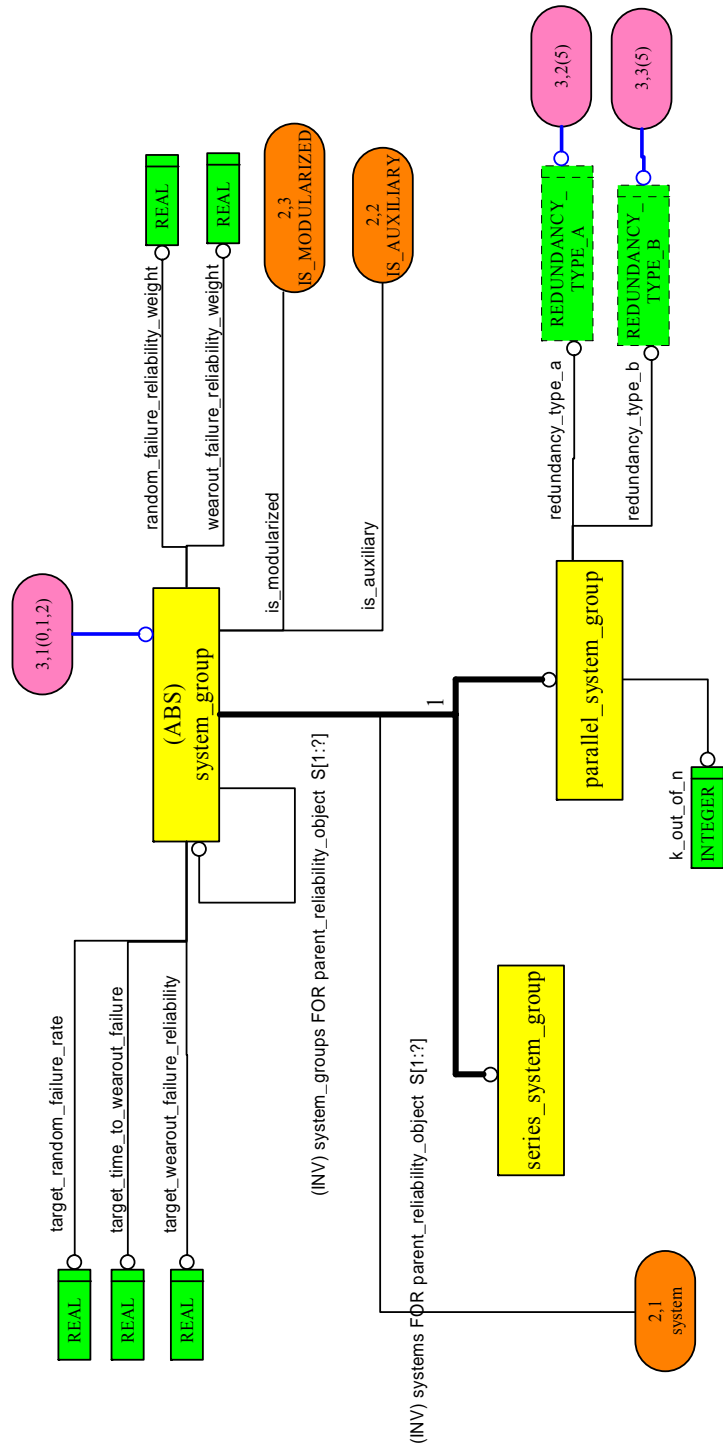 REAL
target_random_failure_rate
REAL
target_time_to_wearout_failure
REAL
target_wearout_failure_reliability
3,1(0,1,2)
(ABS)
system_group
random_failure_reliability_weight
REAL
wearout_failure_reliability_weight
REAL
is_modularized
2,3
IS_MODULARIZED
is_auxiliary
2,2
IS_AUXILIARY
(INV) system_groups FOR parent_reliability_object S[1:?]
(INV) systems FOR parent_reliability_object S[1:?]
1
2,1
system
series_system_group
parallel_system_group
k_out_of_n
INTEGER
redundancy_type_a
REDUNDANCY_
TYPE_A
3,2(5)
redundancy_type_b
REDUNDANCY_
TYPE_B
3,3(5)